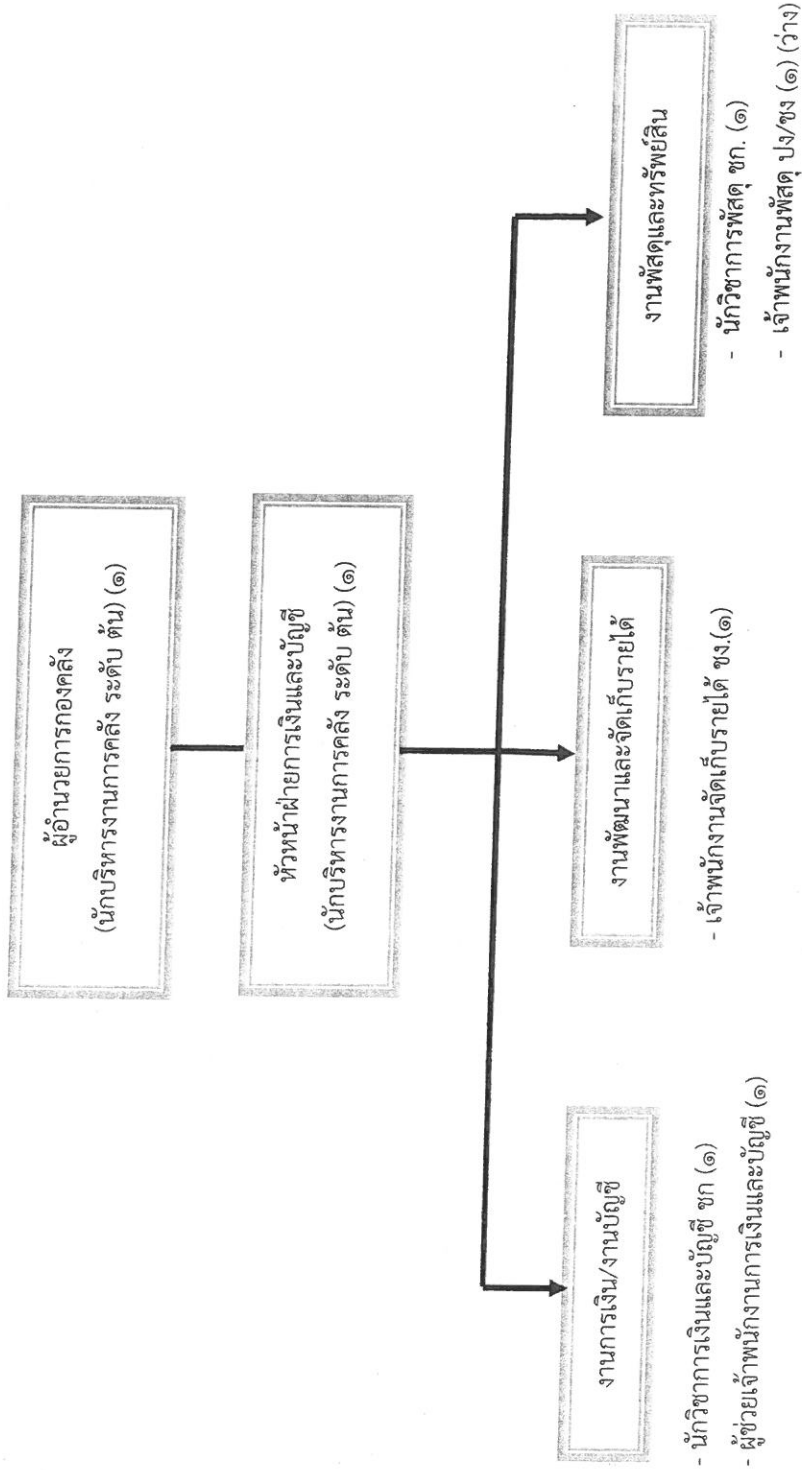 ผู้อำนวยการกองคลัง
(นักบริหารงานการคลัง ระดับ ต้น) (๑)
หัวหน้าฝ่ายการเงินและบัญชี
(นักบริหารงานการคลัง ระดับ ต้น) (๑)
งานการเงิน/งานบัญชี
- นักวิชาการเงินและบัญชี ชก (๑)
- ผู้ช่วยเจ้าพนักงานการเงินและบัญชี (๑)
งานพัฒนาและจัดเก็บรายได้
- เจ้าพนักงานจัดเก็บรายได้ ชง.(๑)
งานพัสดุและทรัพย์สิน
- นักวิชาการพัสดุ ชก. (๑)
- เจ้าพนักงานพัสดุ ปง/ชง (๑) (ว่าง)